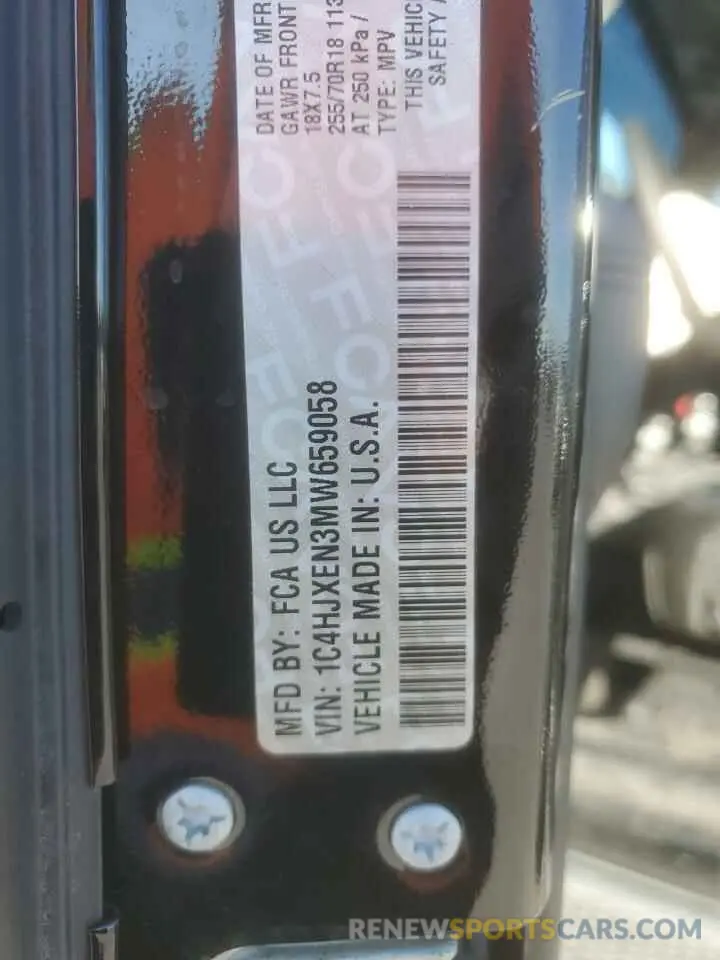 MFD BY: FCA US LLC
DATE OF MFR
GAWR FRONT
18X7.5
VIN: 1C4HJXEN3MW659058
255/70R18 113
AT 250 kPa /
VEHICLE MADE IN: U.S.A.
TYPE: MPV
THIS VEHIC
SAFETY
RENEWSPORTSCARS.COM